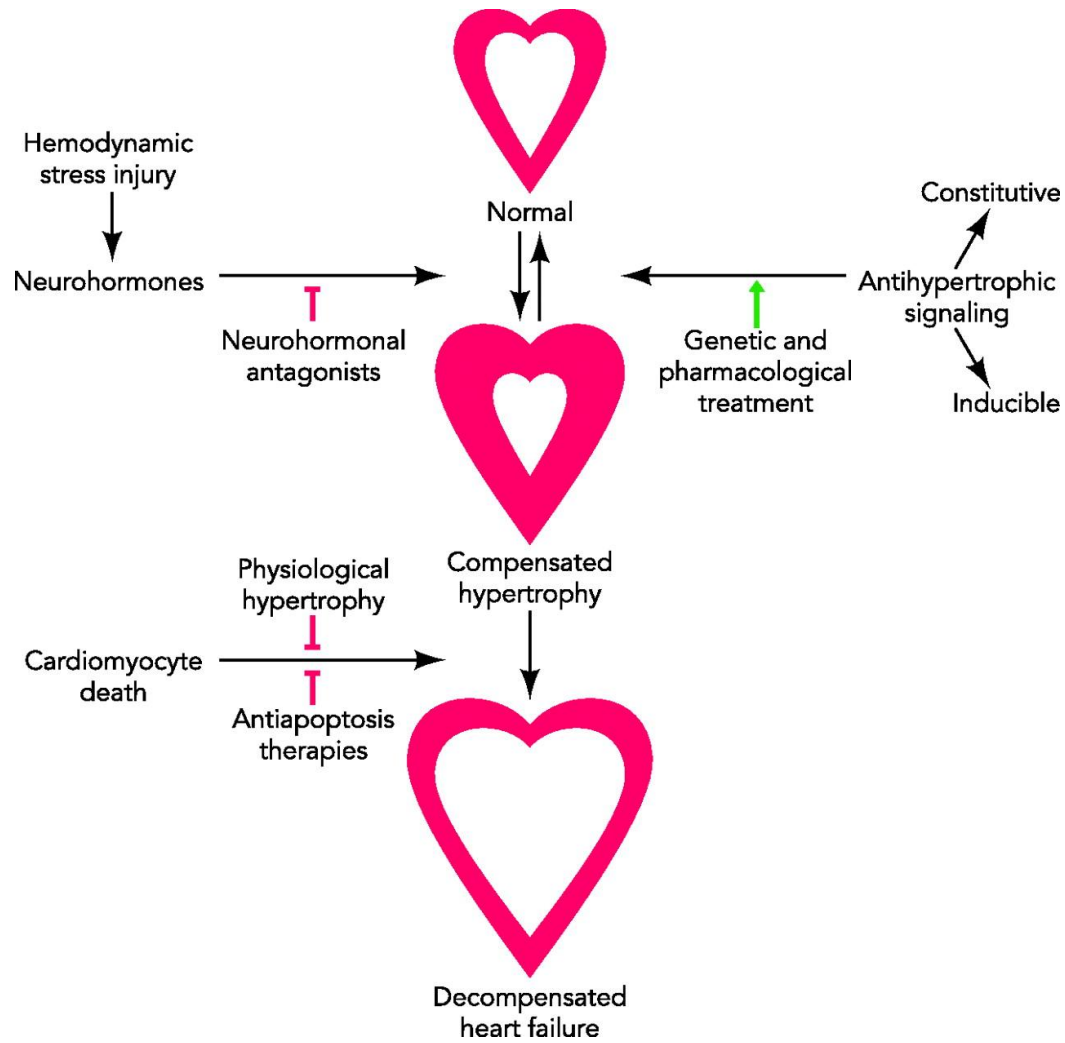 Hemodynamic
stress injury
Normal
Constitutive
Neurohormones
Antihypertrophic
signaling
Neurohormonal
antagonists
Genetic and
pharmacological
treatment
Inducible
Compensated
hypertrophy
Physiological
hypertrophy
Cardiomyocyte
death
Antiapoptosis
therapies
Decompensated
heart failure